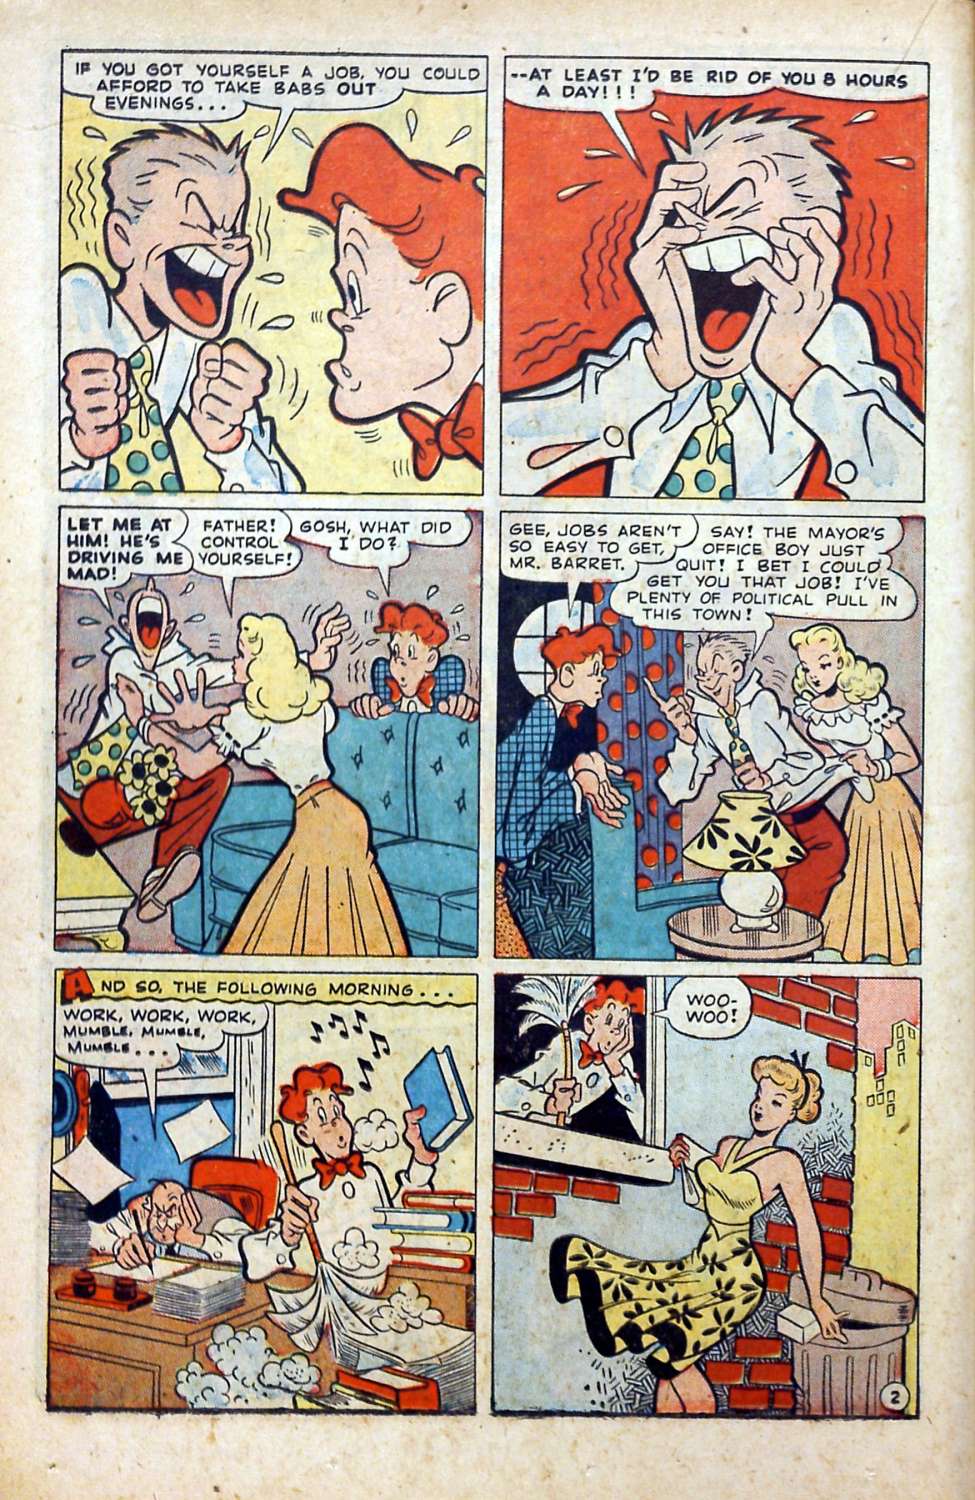 IF YOU GOT YOURSELF A JOB, YOU COULD
AFFORD TO TAKE BABS OUT
EVENINGS...
--AT LEAST I'D BE RID OF YOU 8 HOURS
A DAY!!!
LET ME AT
HIM! HE'S
DRIVING ME
MAD!
FATHER!
CONTROL
YOURSELF!
GOSH, WHAT DID
I DO?
GEE, JOBS AREN'T
SO EASY TO GET,
MR. BARRET.
SAY! THE MAYOR'S
OFFICE BOY JUST
QUIT! I BET I COULD
GET YOU THAT JOB! I'VE
PLENTY OF POLITICAL PULL IN
THIS TOWN!
AND SO, THE FOLLOWING MORNING...
WORK, WORK, WORK,
MUMBLE, MUMBLE,
MUMBLE...
WOO-
WOO!
2